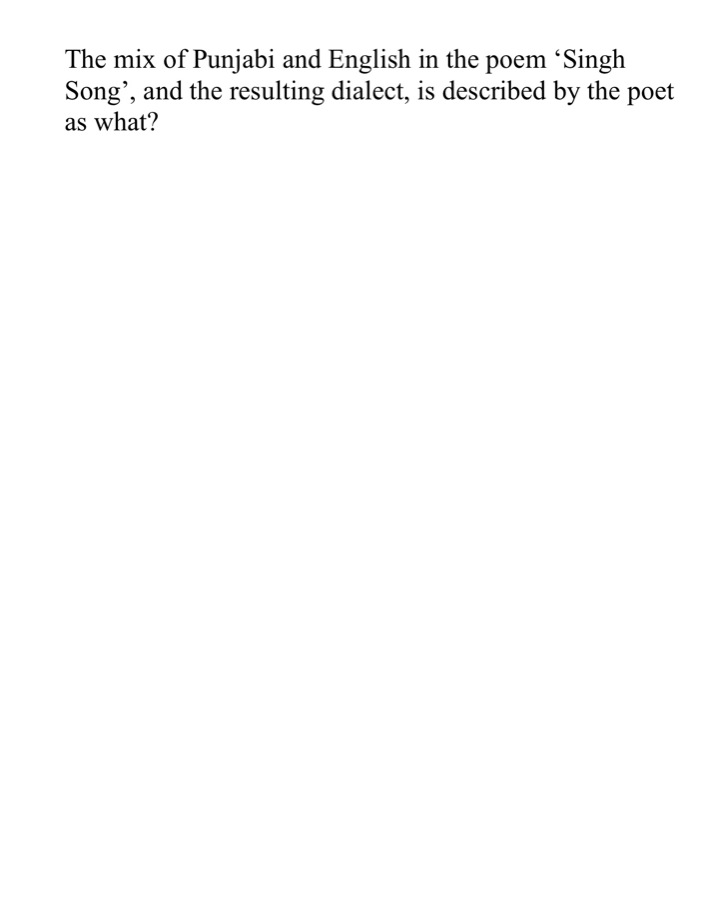 The mix of Punjabi and English in the poem ‘Singh
Song’, and the resulting dialect, is described by the poet
as what?